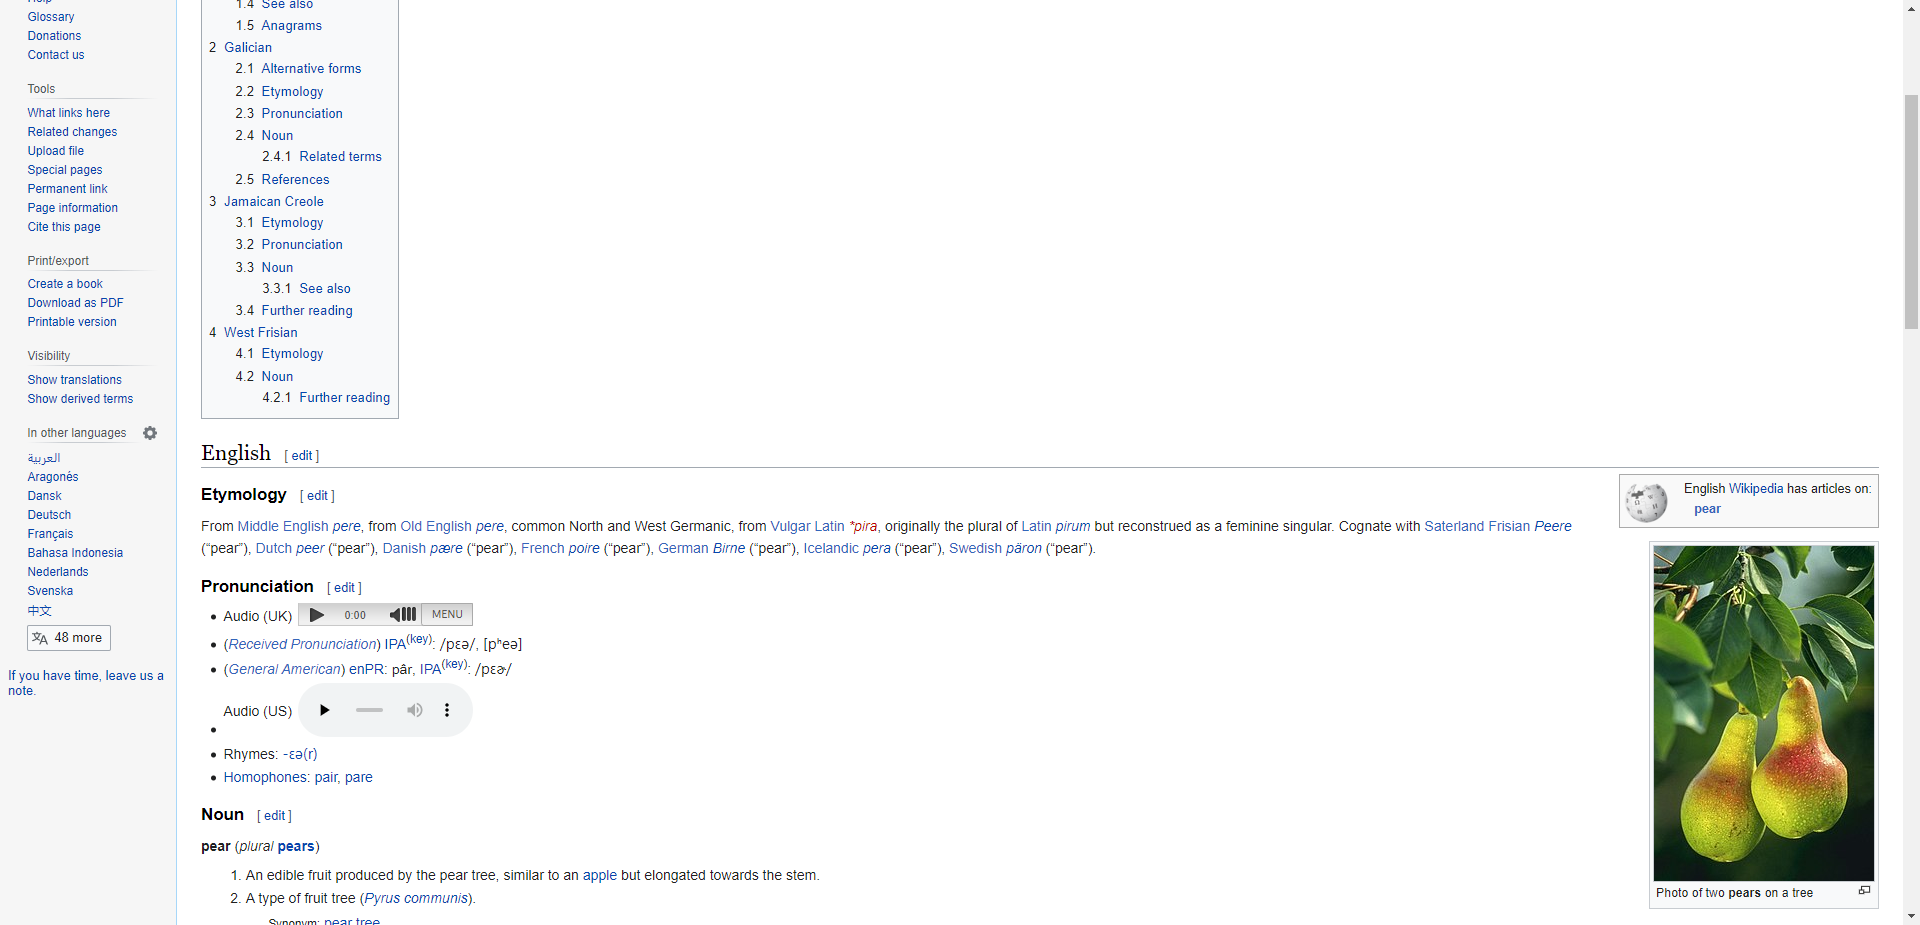 Glossary
Donations
Contact us
Tools
What links here
Related changes
Upload file
Special pages
Permanent link
Page information
Cite this page
Print/export
Create a book
Download as PDF
Printable version
Visibility
Show translations
Show derived terms
In other languages
العربية
Aragonés
Dansk
Deutsch
Français
Bahasa Indonesia
Nederlands
Svenska
中文
48 more
If you have time, leave us a
note.
1.4 See also
1.5 Anagrams
2 Galician
2.1 Alternative forms
2.2 Etymology
2.3 Pronunciation
2.4 Noun
2.4.1 Related terms
2.5 References
3 Jamaican Creole
3.1 Etymology
3.2 Pronunciation
3.3 Noun
3.3.1 See also
3.4 Further reading
4 West Frisian
4.1 Etymology
4.2 Noun
4.2.1 Further reading
English [ edit ]
Etymology [ edit ]
From Middle English pere, from Old English pere, common North and West Germanic, from Vulgar Latin *pira, originally the plural of Latin pirum but reconstrued as a feminine singular. Cognate with Saterland Frisian Peere
(“pear”), Dutch peer (“pear”), Danish pære (“pear”), French poire (“pear”), German Birne (“pear”), Icelandic pera (“pear”), Swedish päron (“pear”).
Pronunciation [ edit ]
Audio (UK) 0:00 MENU
(Received Pronunciation) IPA(key): /pɛə/, [pʰeə]
(General American) enPR: pâr, IPA(key): /pɛɚ/
Audio (US)
Rhymes: -ɛə(r)
Homophones: pair, pare
Noun [ edit ]
pear (plural pears)
1. An edible fruit produced by the pear tree, similar to an apple but elongated towards the stem.
2. A type of fruit tree (Pyrus communis).
Synonym: pear tree
English Wikipedia has articles on:
pear
Photo of two pears on a tree